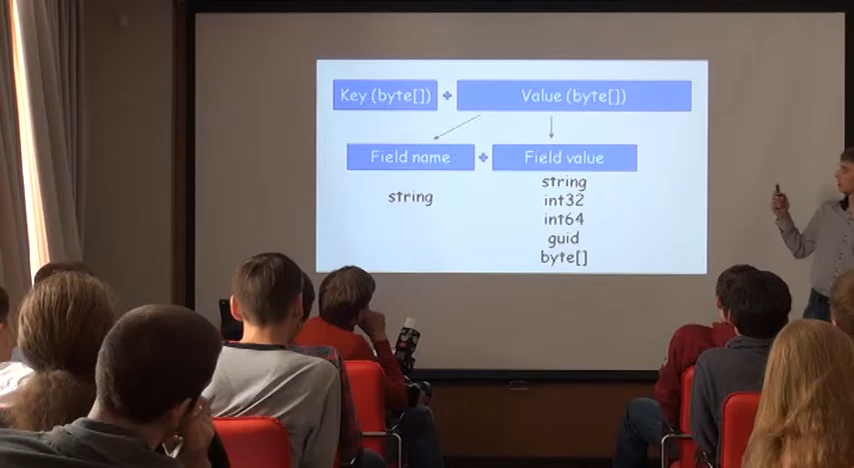 Key (byte[]) + Value (byte[])
Field name + Field value
string
string
int32
int64
guid
byte[]